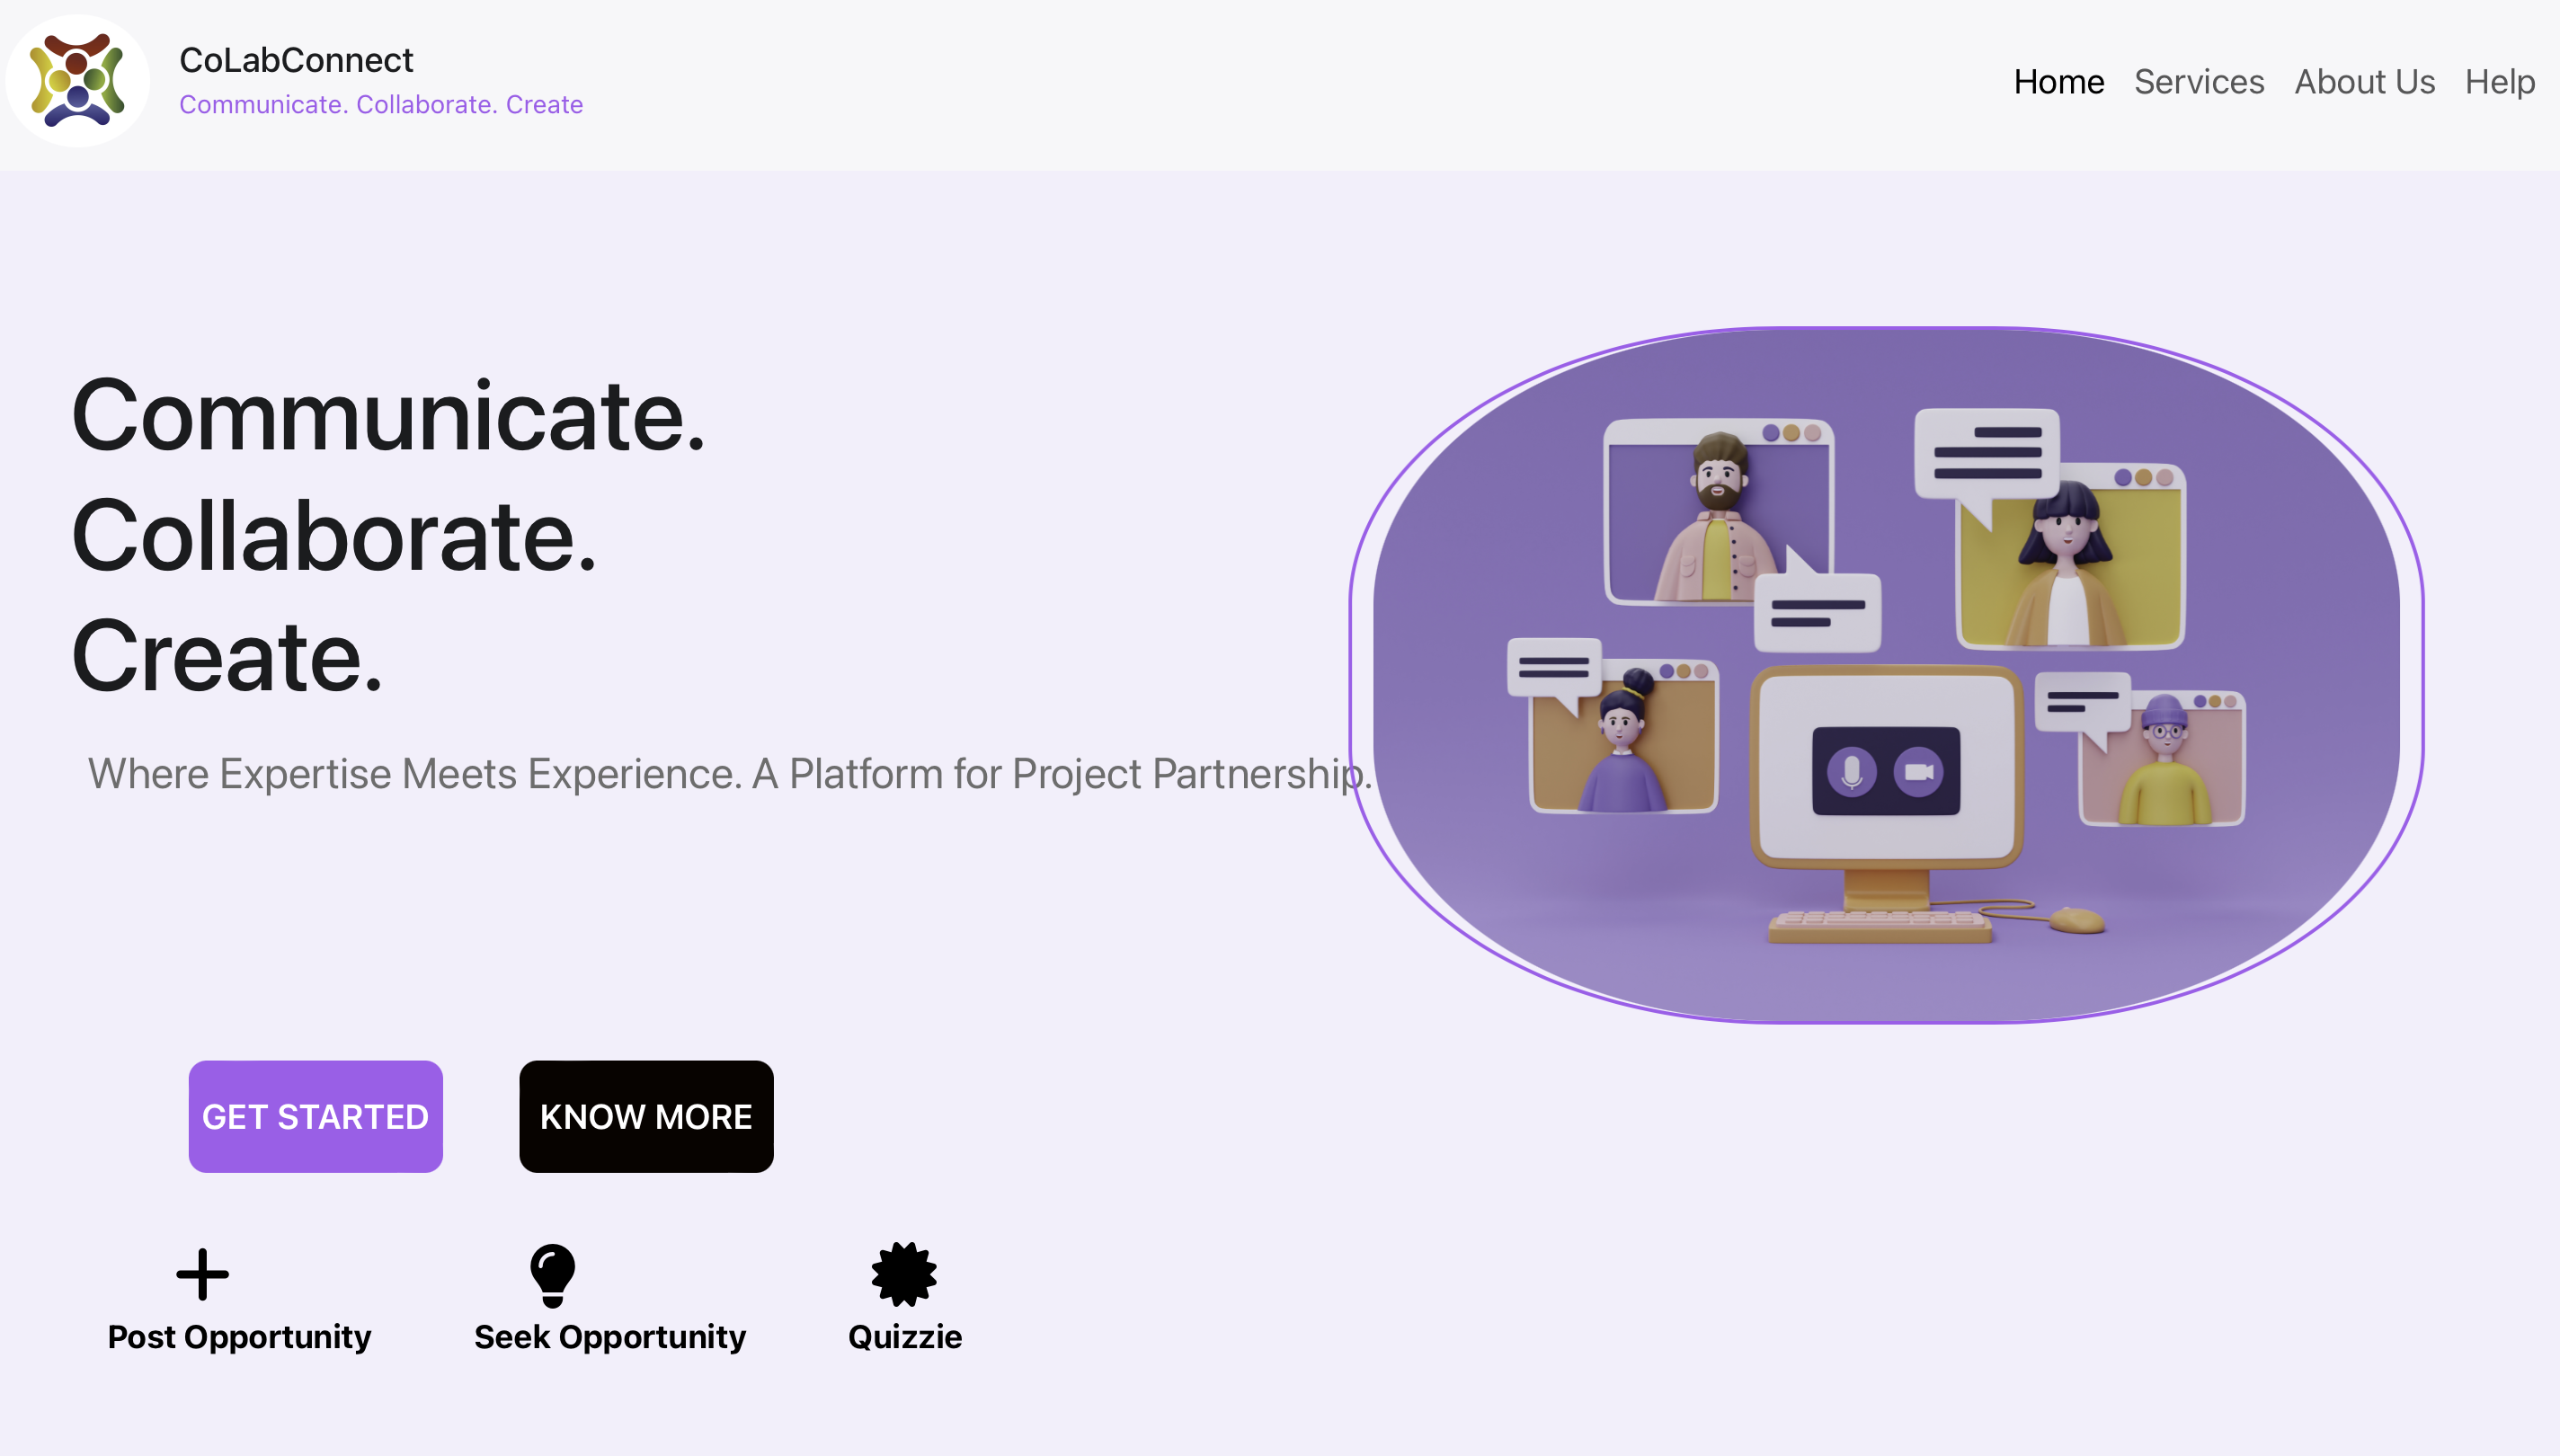 CoLabConnect
Communicate. Collaborate. Create
Home Services About Us Help
Communicate.
Collaborate.
Create.
Where Expertise Meets Experience. A Platform for Project Partnership.
GET STARTED KNOW MORE
Post Opportunity Seek Opportunity Quizzie